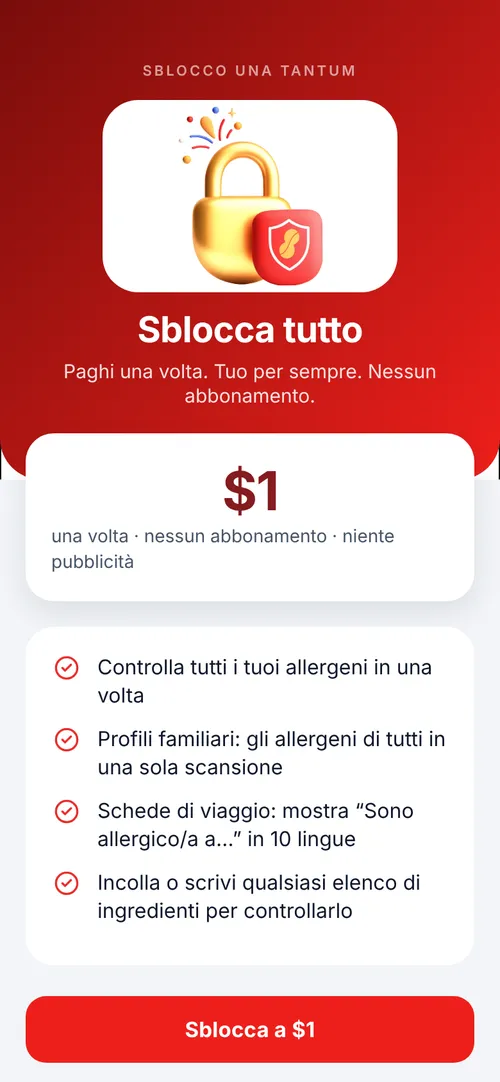 SBLOCCO UNA TANTUM
Sblocca tutto
Paghi una volta. Tuo per sempre. Nessun
abbonamento.
$1
una volta · nessun abbonamento · niente
pubblicità
Controlla tutti i tuoi allergeni in una
volta
Profili familiari: gli allergeni di tutti in
una sola scansione
Schede di viaggio: mostra “Sono
allergico/a a…” in 10 lingue
Incolla o scrivi qualsiasi elenco di
ingredienti per controllarlo
Sblocca a $1